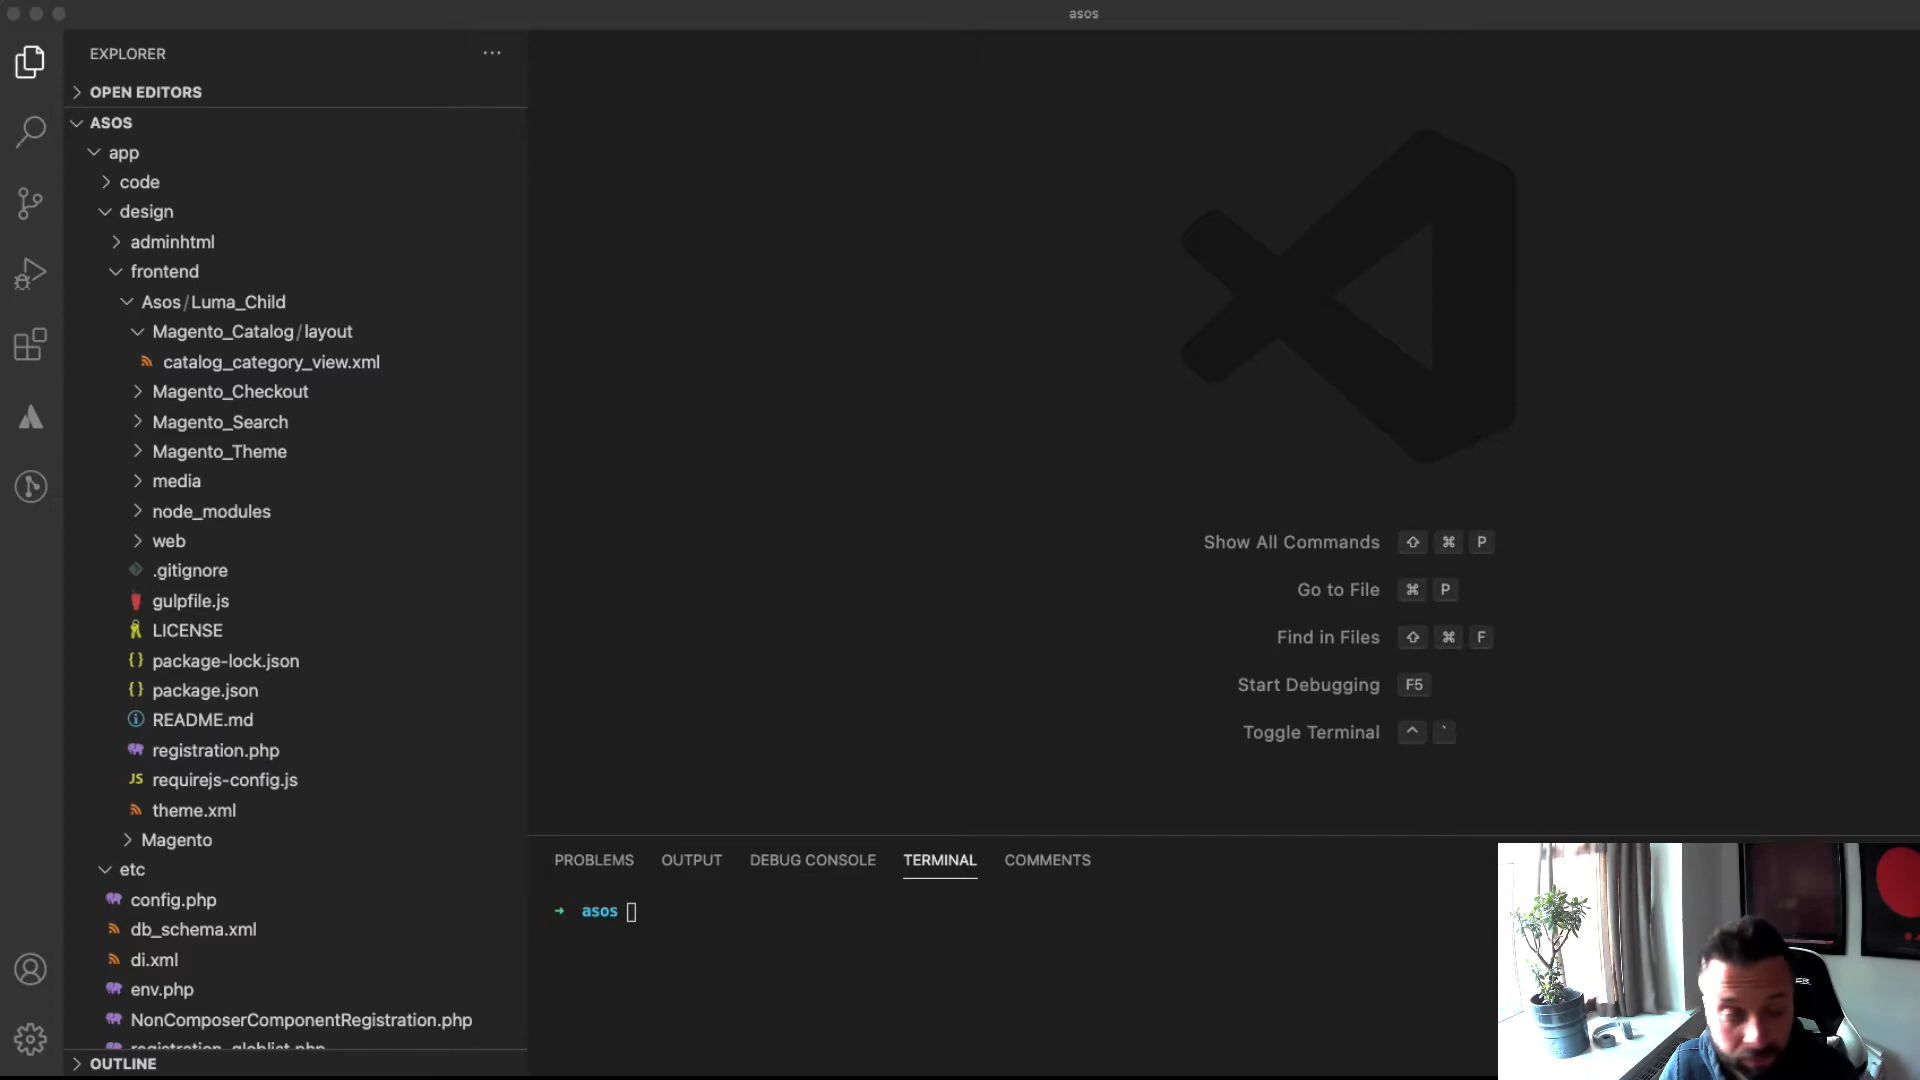 asos
EXPLORER
OPEN EDITORS
ASOS
app
code
design
adminhtml
frontend
Asos/Luma_Child
Magento_Catalog/layout
catalog_category_view.xml
Magento_Checkout
Magento_Search
Magento_Theme
media
node_modules
web
.gitignore
gulpfile.js
LICENSE
package-lock.json
package.json
README.md
registration.php
JS requirejs-config.js
theme.xml
Magento
etc
config.php
db_schema.xml
di.xml
env.php
NonComposerComponentRegistration.php
registration_globlist.php
OUTLINE
Show All Commands ⇧ ⌘ P
Go to File ⌘ P
Find in Files ⇧ ⌘ F
Start Debugging F5
Toggle Terminal ^ `
PROBLEMS OUTPUT DEBUG CONSOLE TERMINAL COMMENTS
➜ asos